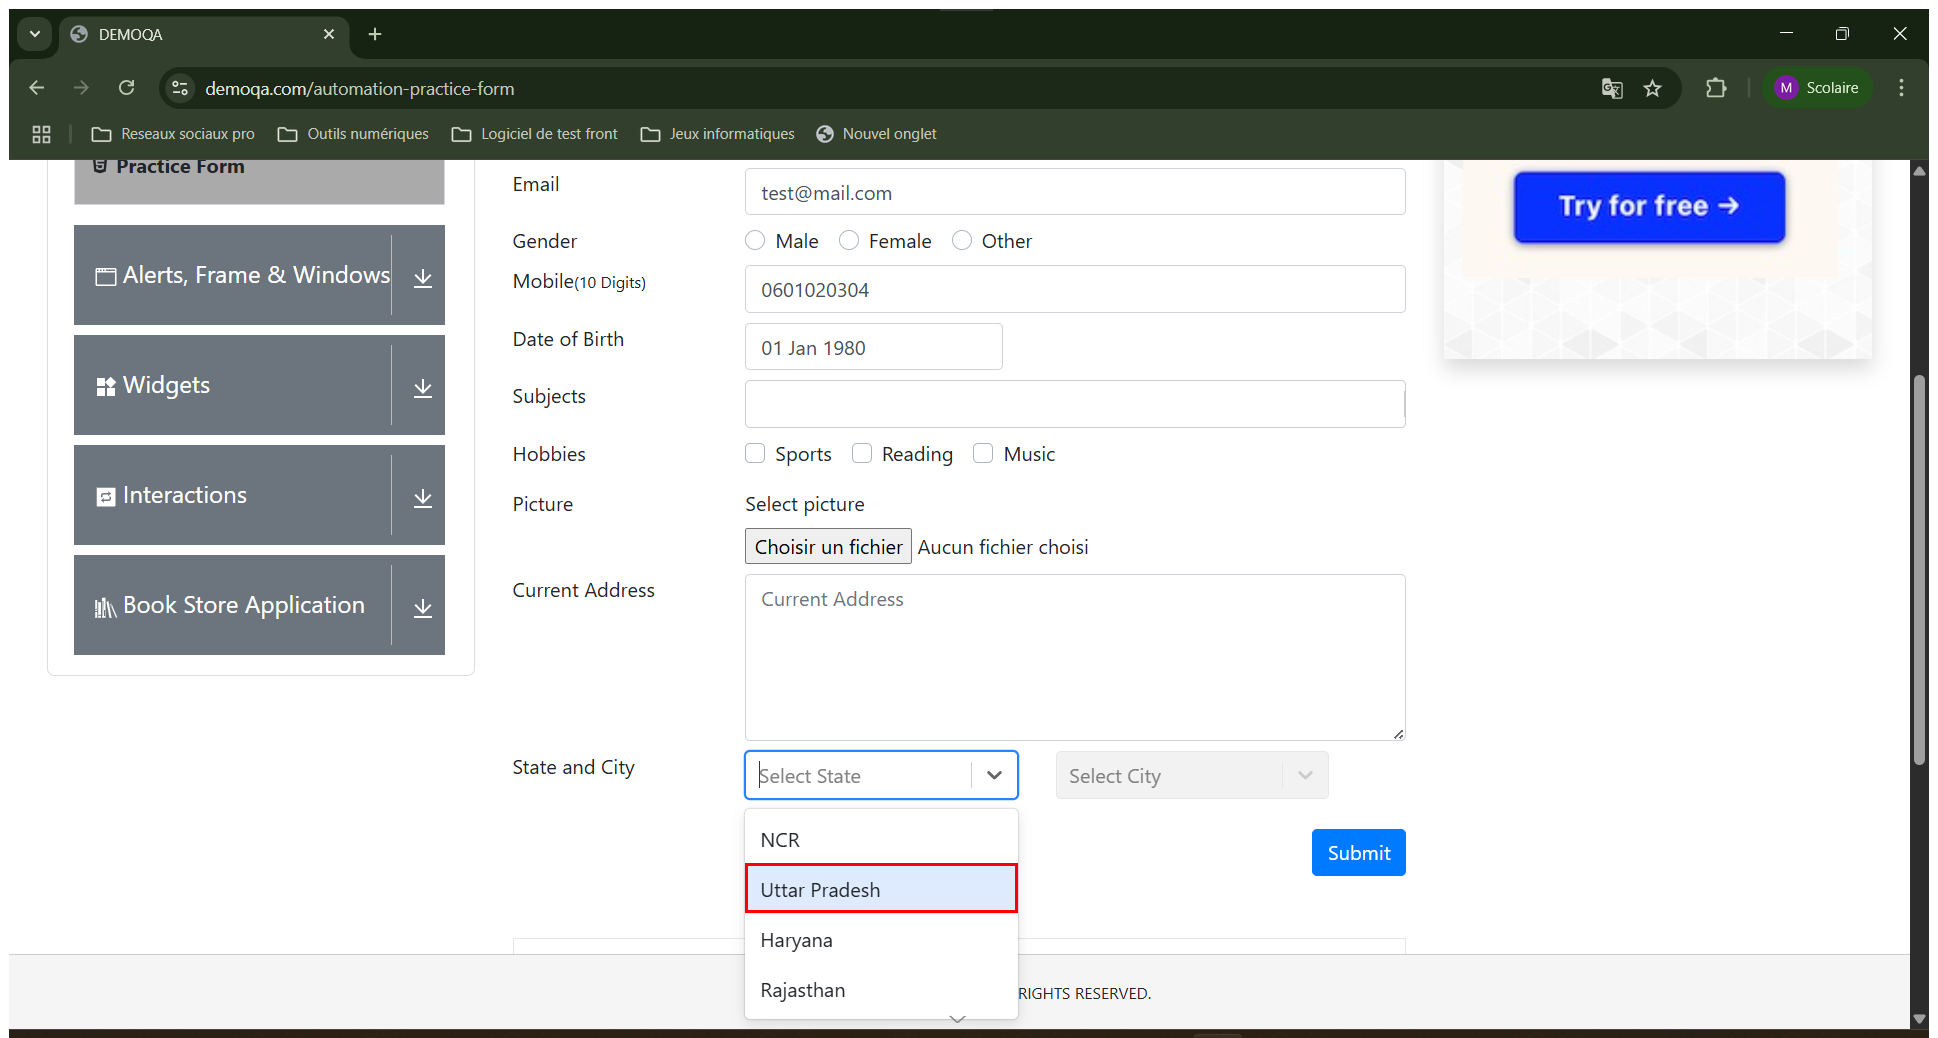 DEMOQA
demoqa.com/automation-practice-form
M Scolaire
Reseaux sociaux pro
Outils numériques
Logiciel de test front
Jeux informatiques
Nouvel onglet
Practice Form
Alerts, Frame & Windows
Widgets
Interactions
Book Store Application
Email
test@mail.com
Gender
Male Female Other
Mobile(10 Digits)
0601020304
Date of Birth
01 Jan 1980
Subjects
Hobbies
Sports Reading Music
Picture
Select picture
Choisir un fichier Aucun fichier choisi
Current Address
Current Address
State and City
Select State
Select City
NCR
Uttar Pradesh
Haryana
Rajasthan
Submit
RIGHTS RESERVED.
Try for free →